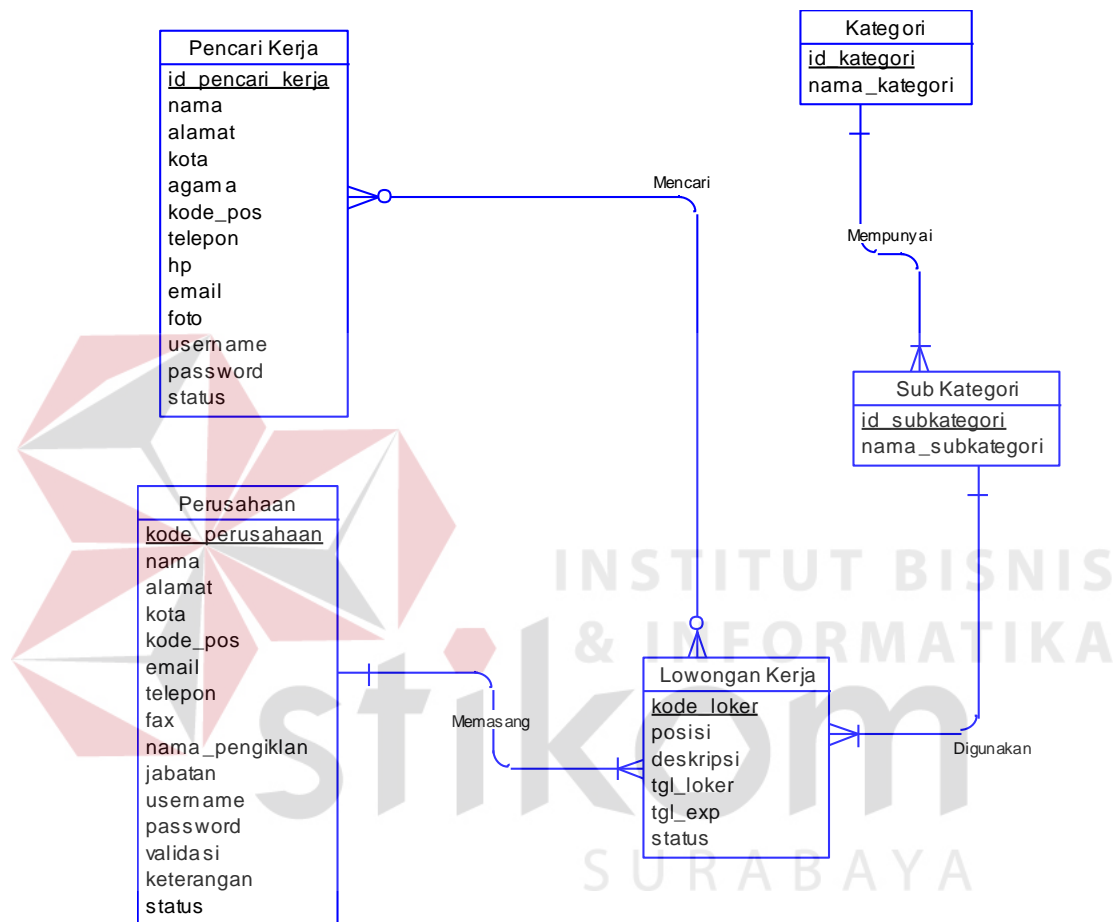 Pencari Kerja
id_pencari_kerja
nama
alamat
kota
agama
kode_pos
telepon
hp
email
foto
username
password
status
Kategori
id_kategori
nama_kategori
Mencari
Mempunyai
Sub Kategori
id_subkategori
nama_subkategori
Perusahaan
kode_perusahaan
nama
alamat
kota
kode_pos
email
telepon
fax
nama_pengiklan
jabatan
username
password
validasi
keterangan
status
Memasang
Lowongan Kerja
kode_loker
posisi
deskripsi
tgl_loker
tgl_exp
status
Digunakan
INSTITUT BISNIS
& INFORMATIKA
stikom
SURABAYA